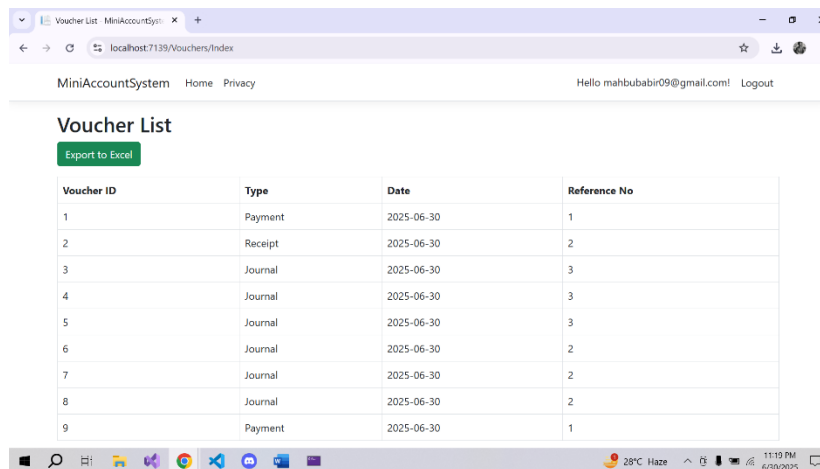 Voucher List - MiniAccountSyst
localhost:7139/Vouchers/Index
MiniAccountSystem Home Privacy Hello mahbubabir09@gmail.com! Logout
Voucher List
Export to Excel
Voucher ID Type Date Reference No
1 Payment 2025-06-30 1
2 Receipt 2025-06-30 2
3 Journal 2025-06-30 3
4 Journal 2025-06-30 3
5 Journal 2025-06-30 3
6 Journal 2025-06-30 2
7 Journal 2025-06-30 2
8 Journal 2025-06-30 2
9 Payment 2025-06-30 1
28°C Haze 11:19 PM
6/30/2025